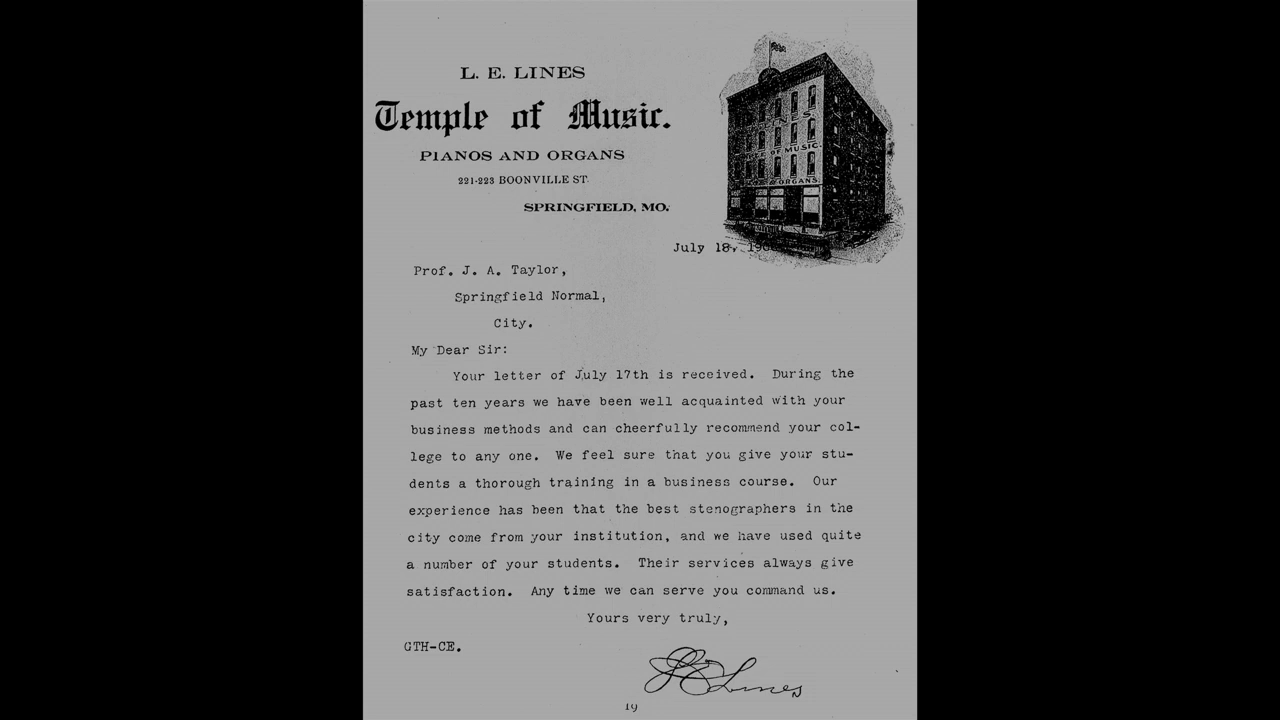 L. E. LINES
Temple of Music.
PIANOS AND ORGANS
221-223 BOONVILLE ST.
SPRINGFIELD, MO.
LINES
OF MUSIC.
ORGANS.
July 18,
Prof. J. A. Taylor,
Springfield Normal,
City.
My Dear Sir:
Your letter of July 17th is received. During the
past ten years we have been well acquainted with your
business methods and can cheerfully recommend your col-
lege to any one. We feel sure that you give your stu-
dents a thorough training in a business course. Our
experience has been that the best stenographers in the
city come from your institution, and we have used quite
a number of your students. Their services always give
satisfaction. Any time we can serve you command us.
Yours very truly,
GTH-CE.
L E Lines
19